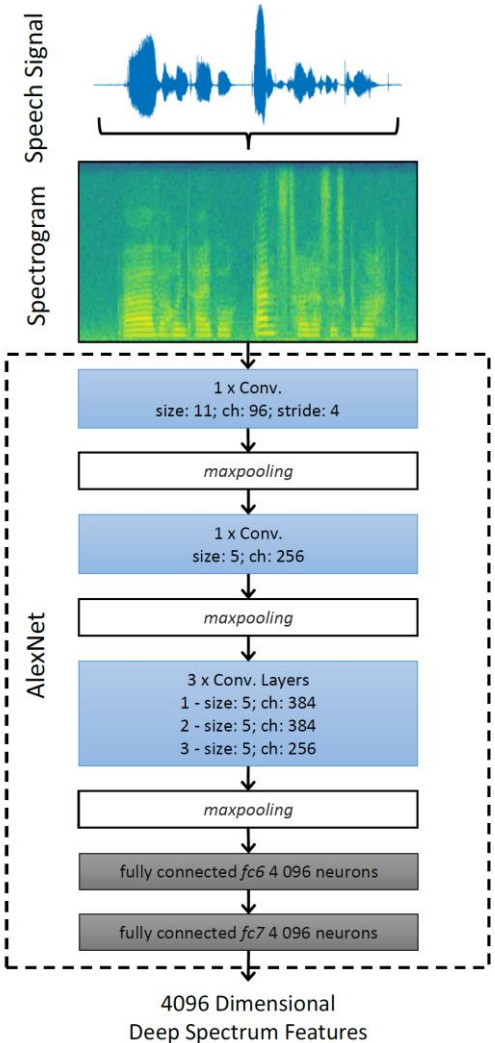 Speech Signal
Spectrogram
AlexNet
1 x Conv.
size: 11; ch: 96; stride: 4
maxpooling
1 x Conv.
size: 5; ch: 256
maxpooling
3 x Conv. Layers
1 - size: 5; ch: 384
2 - size: 5; ch: 384
3 - size: 5; ch: 256
maxpooling
fully connected fc6 4 096 neurons
fully connected fc7 4 096 neurons
4096 Dimensional
Deep Spectrum Features